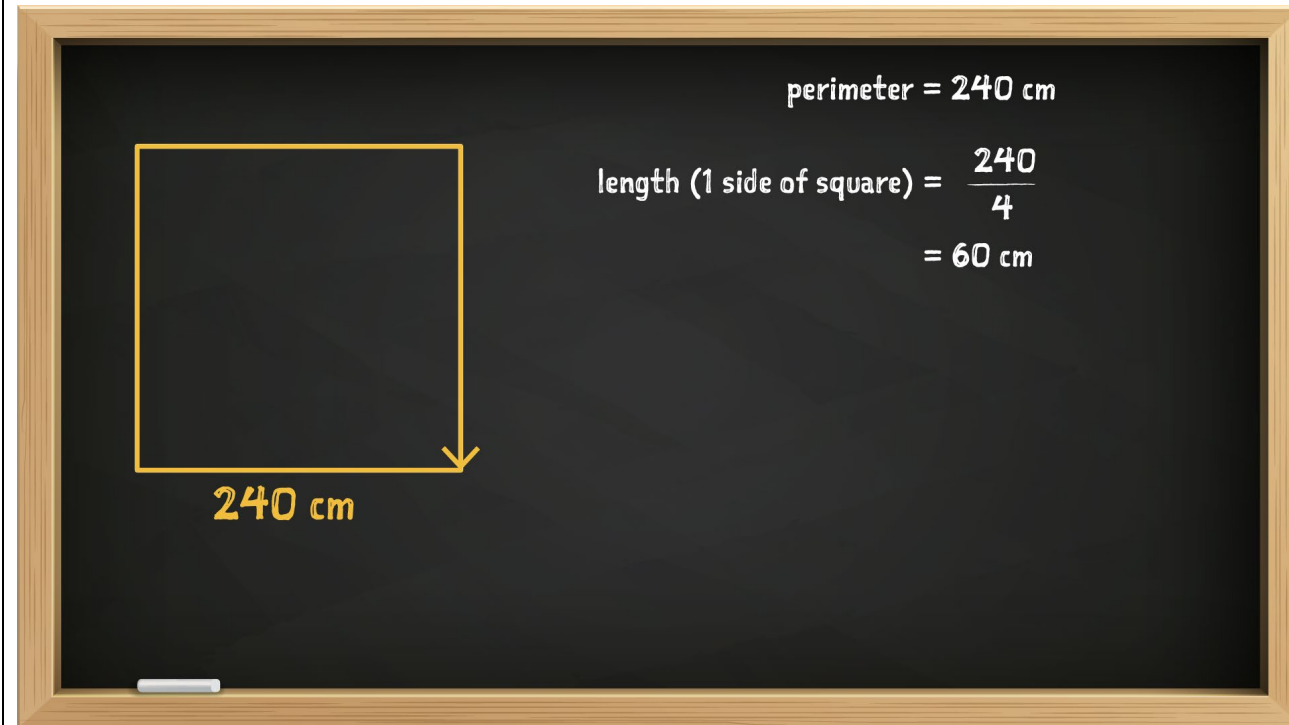 perimeter = 240 cm
length (1 side of square) = 240/4
= 60 cm
240 cm